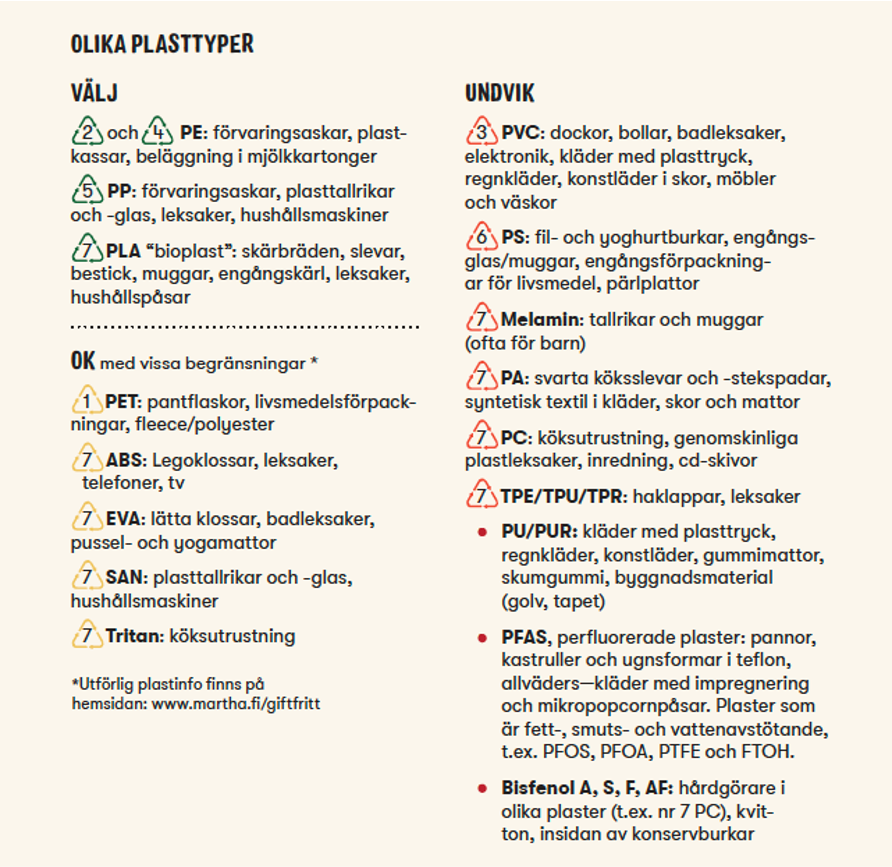 OLIKA PLASTTYPER
VÄLJ
2 och 4 PE: förvaringsaskar, plast-
kassar, beläggning i mjölkkartonger
5 PP: förvaringsaskar, plasttallrikar
och -glas, leksaker, hushållsmaskiner
7 PLA “bioplast”: skärbräden, slevar,
bestick, muggar, engångskärl, leksaker,
hushållspåsar
OK med vissa begränsningar *
1 PET: pantflaskor, livsmedelsförpack-
ningar, fleece/polyester
7 ABS: Legoklossar, leksaker,
telefoner, tv
7 EVA: lätta klossar, badleksaker,
pussel- och yogamattor
7 SAN: plasttallrikar och -glas,
hushållsmaskiner
7 Tritan: köksutrustning
*Utförlig plastinfo finns på
hemsidan: www.martha.fi/giftfritt
UNDVIK
3 PVC: dockor, bollar, badleksaker,
elektronik, kläder med plasttryck,
regnkläder, konstläder i skor, möbler
och väskor
6 PS: fil- och yoghurtburkar, engångs-
glas/muggar, engångsförpackning-
ar för livsmedel, pärlplattor
7 Melamin: tallrikar och muggar
(ofta för barn)
7 PA: svarta köksslevar och -stekspadar,
syntetisk textil i kläder, skor och mattor
7 PC: köksutrustning, genomskinliga
plastleksaker, inredning, cd-skivor
7 TPE/TPU/TPR: haklappar, leksaker
• PU/PUR: kläder med plasttryck,
regnkläder, konstläder, gummimattor,
skumgummi, byggnadsmaterial
(golv, tapet)
• PFAS, perfluorerade plaster: pannor,
kastruller och ugnsformar i teflon,
allväders—kläder med impregnering
och mikropopcornpåsar. Plaster som
är fett-, smuts- och vattenavstötande,
t.ex. PFOS, PFOA, PTFE och FTOH.
• Bisfenol A, S, F, AF: hårdgörare i
olika plaster (t.ex. nr 7 PC), kvit-
ton, insidan av konservburkar